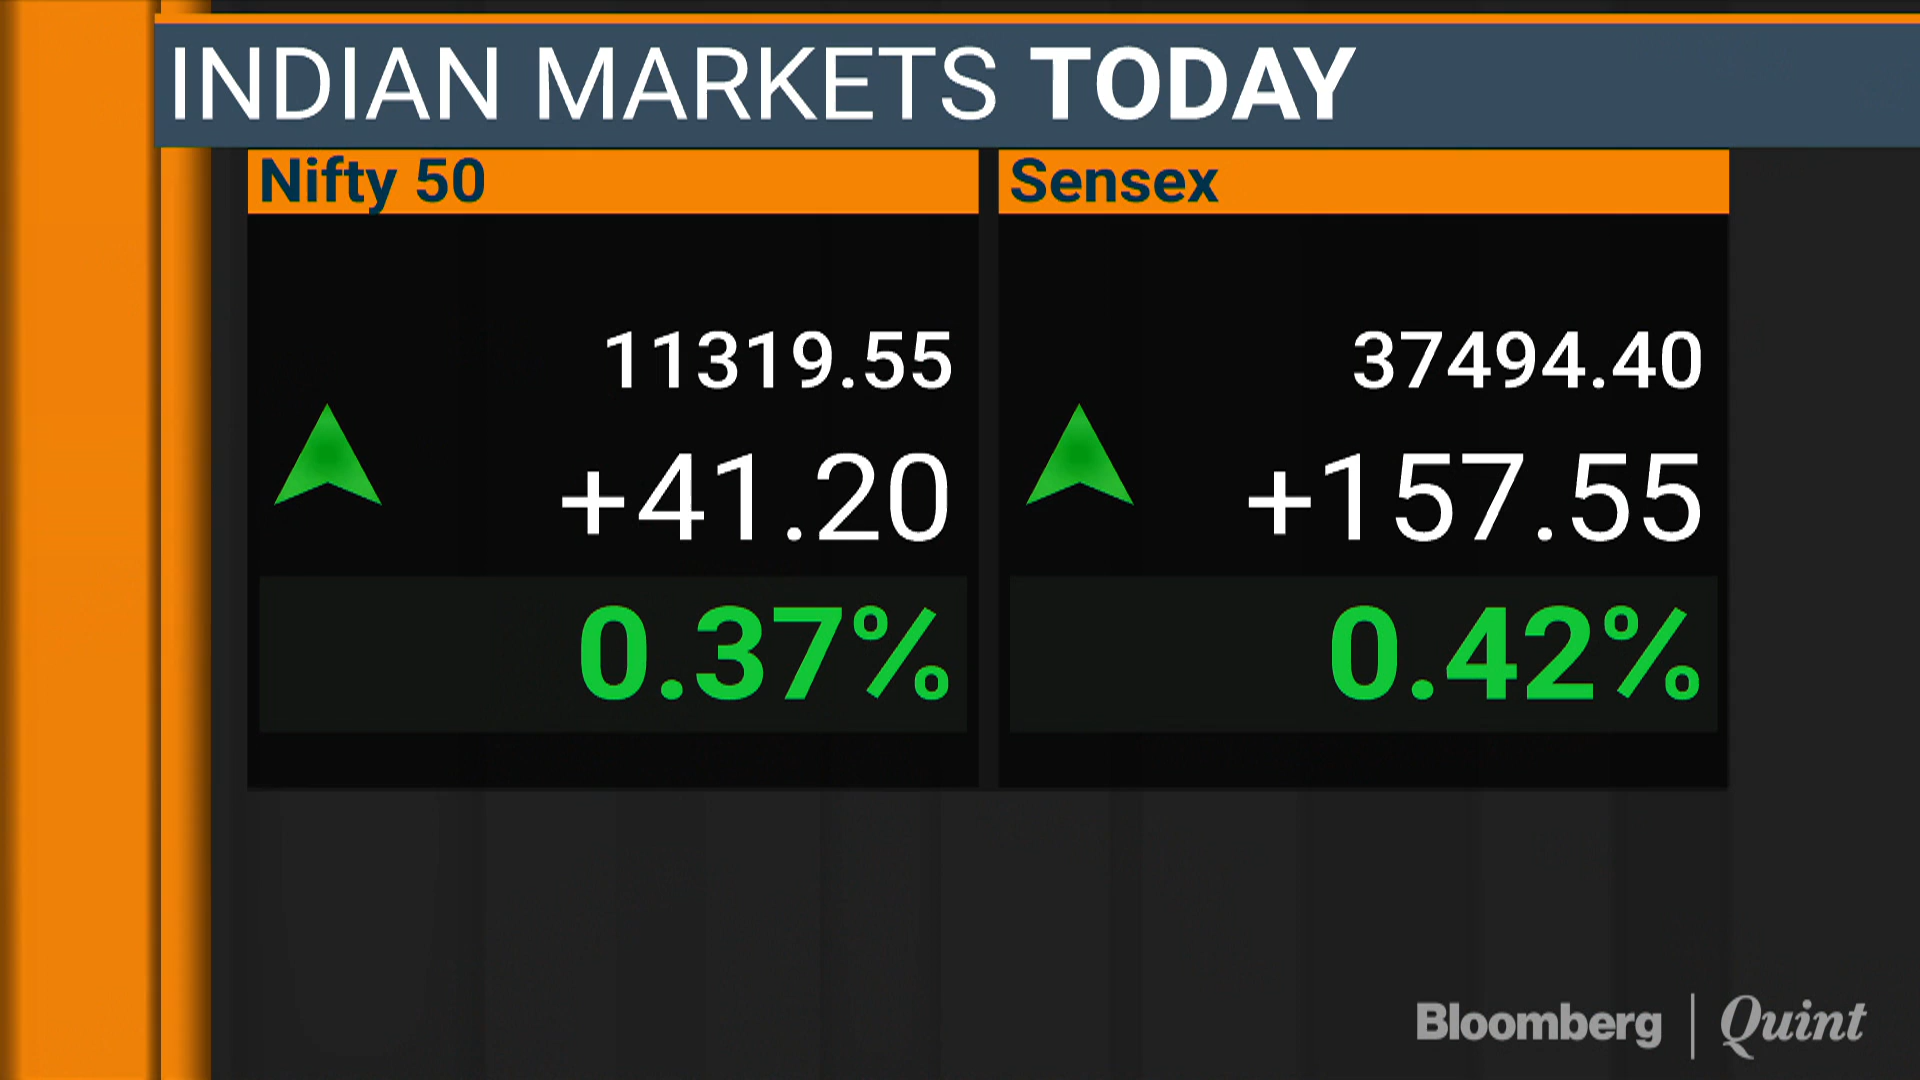 INDIAN MARKETS TODAY
Nifty 50
11319.55
+41.20
0.37%
Sensex
37494.40
+157.55
0.42%
Bloomberg | Quint